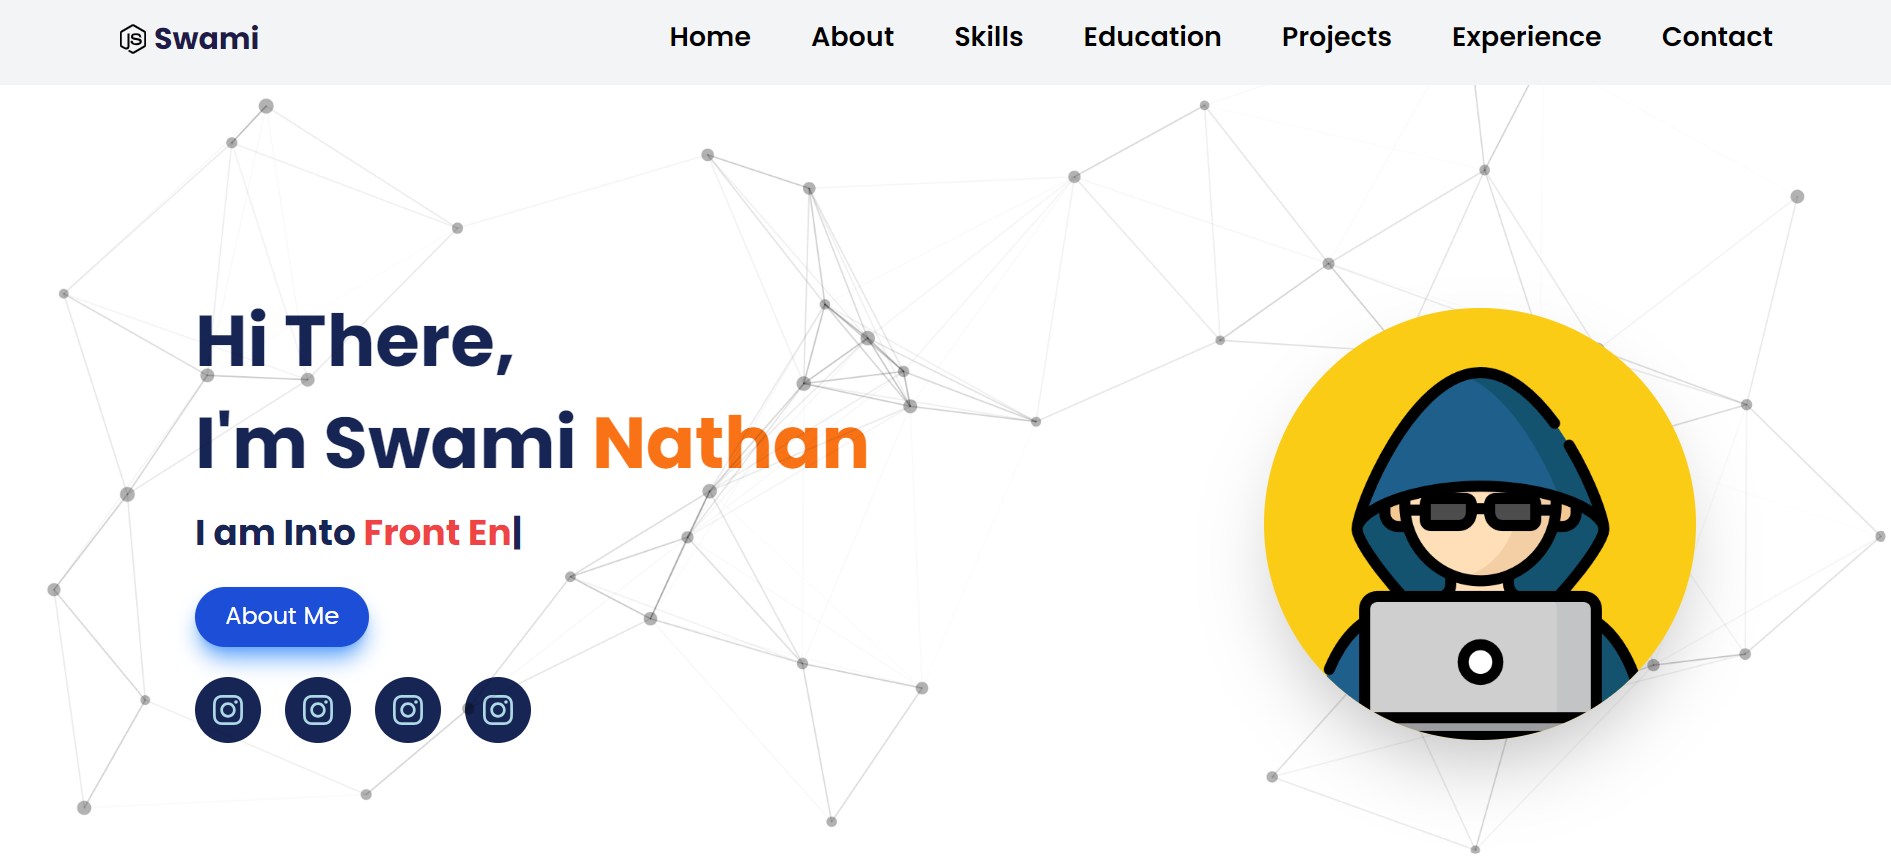 Swami
Home About Skills Education Projects Experience Contact
Hi There,
I'm Swami Nathan
I am Into Front En|
About Me